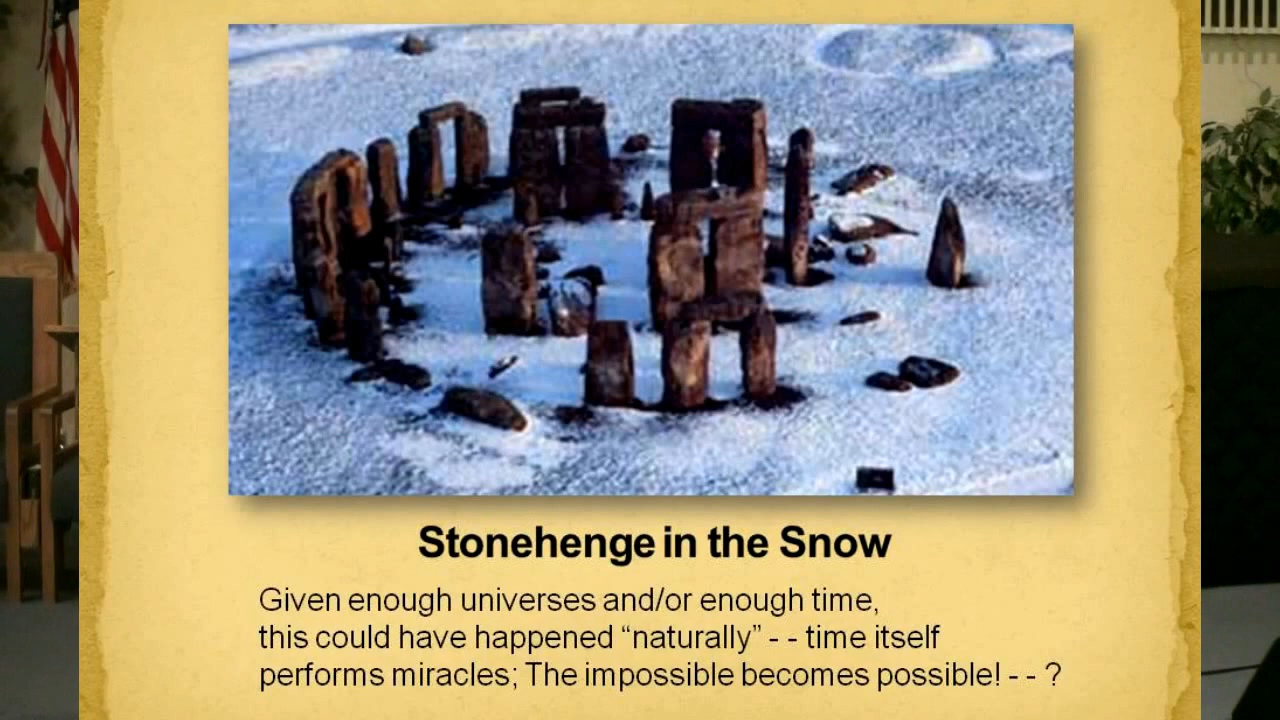 Stonehenge in the Snow
Given enough universes and/or enough time,
this could have happened “naturally” - - time itself
performs miracles; The impossible becomes possible! - - ?